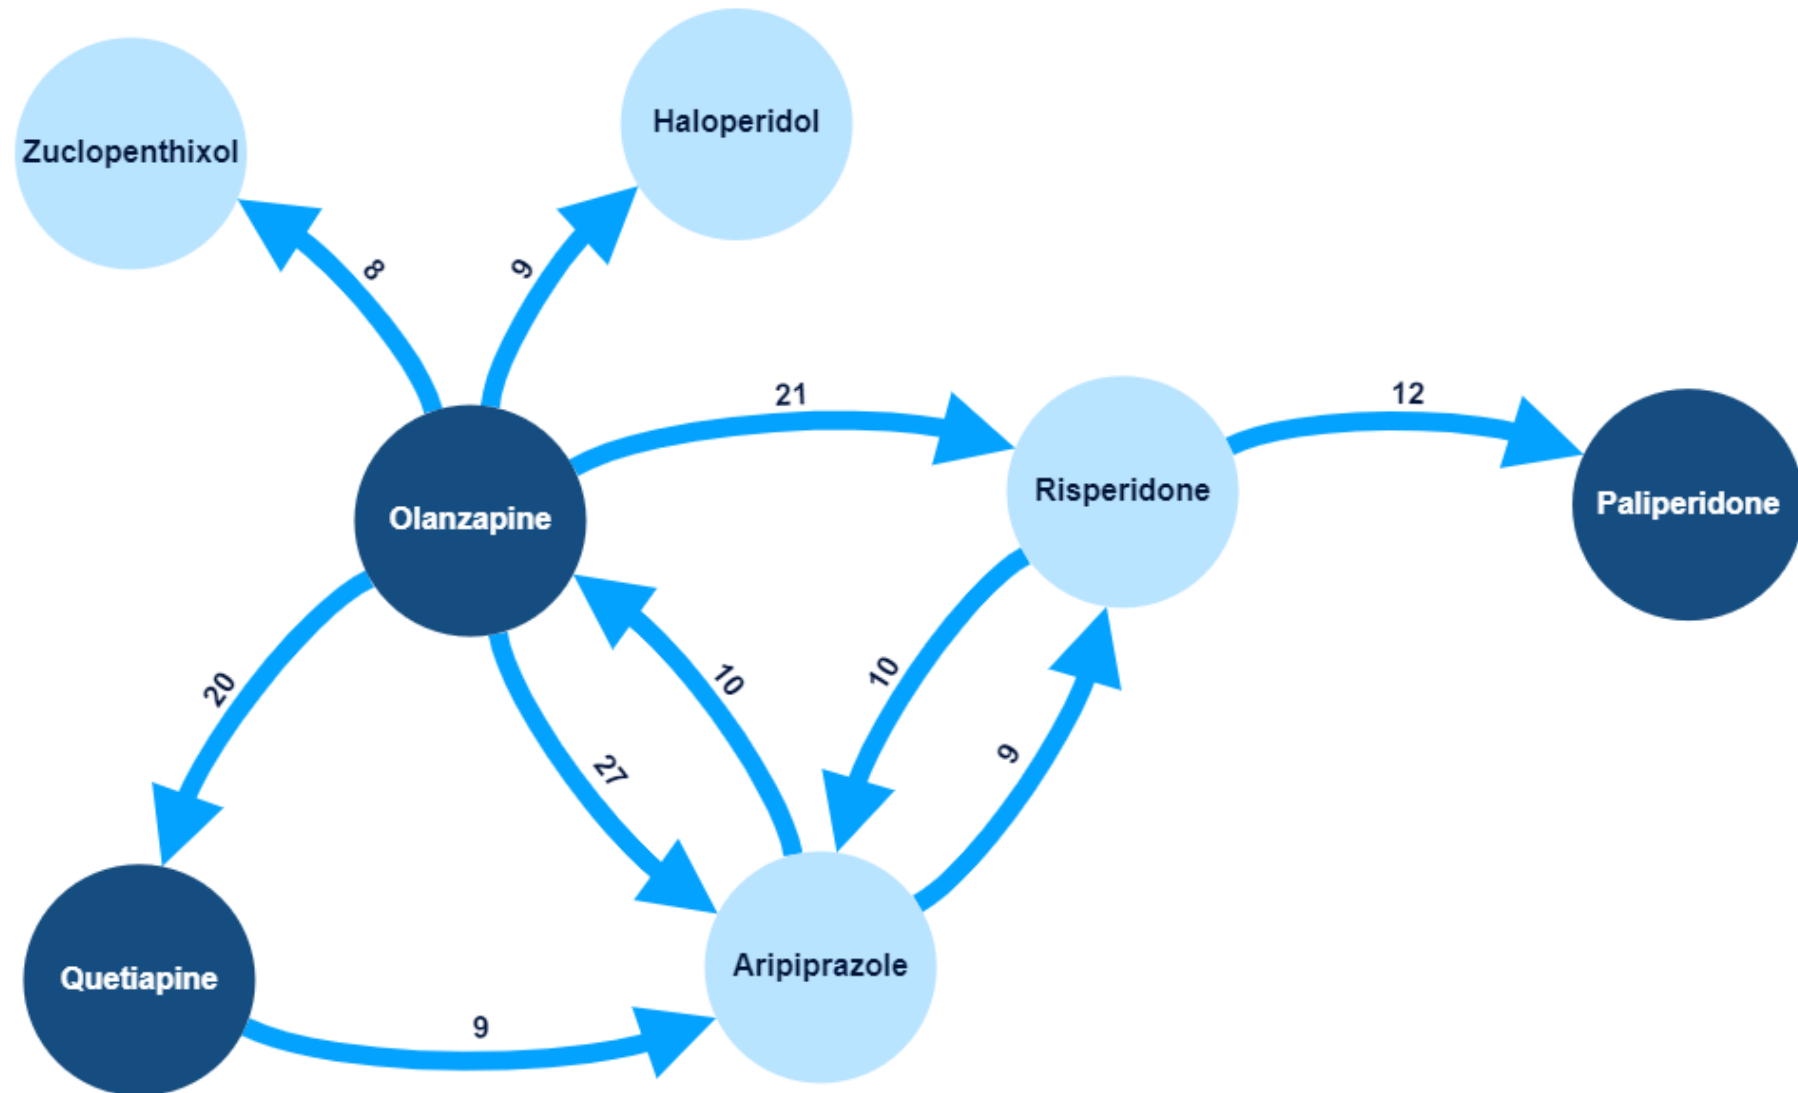 Haloperidol
Zuclopenthixol
8
9
21
12
Risperidone
Paliperidone
Olanzapine
20
10
10
27
9
Aripiprazole
Quetiapine
9